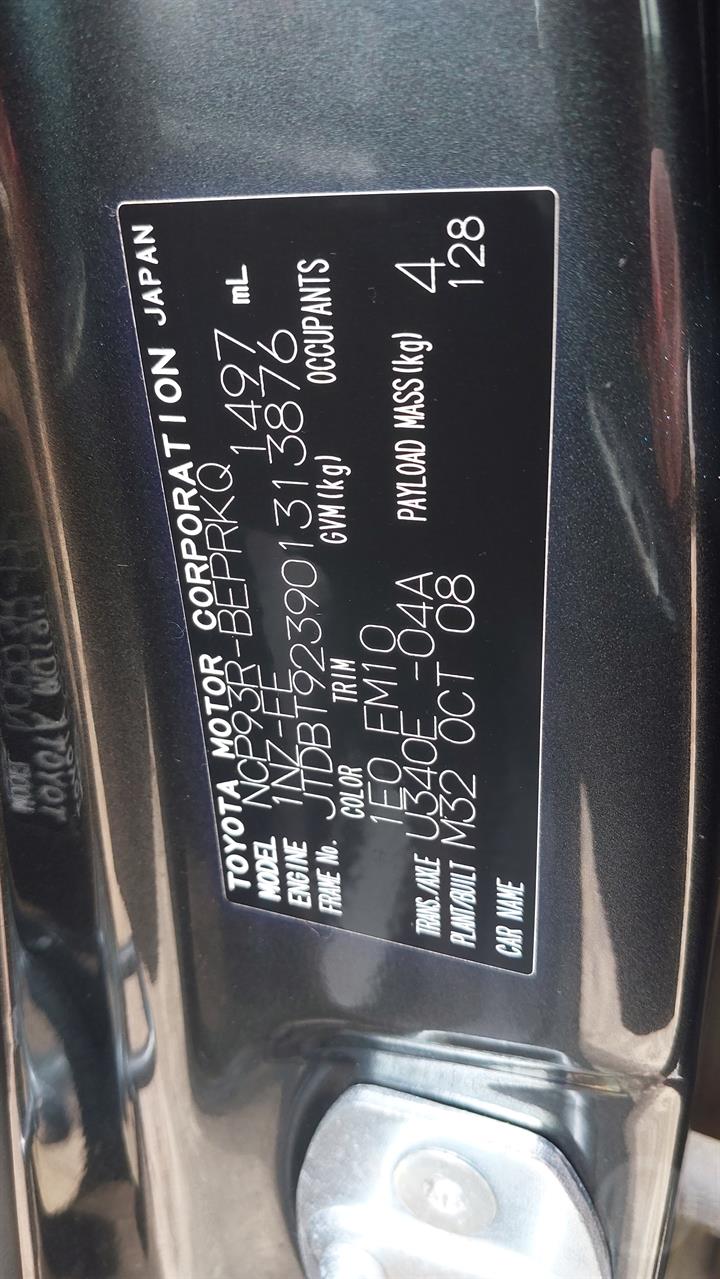 TOYOTA MOTOR CORPORATION JAPAN
MODEL NCP93R-BEPRKQ
ENGINE 1NZ-FE 1497 mL
FRAME No. JTDBT923901313876
COLOR TRIM GVM(kg) OCCUPANTS
1E0 FM10
TRANS./AXLE U340E -04A PAYLOAD MASS(kg) 4
PLANT/BUILT M32 OCT 08 128
CAR NAME